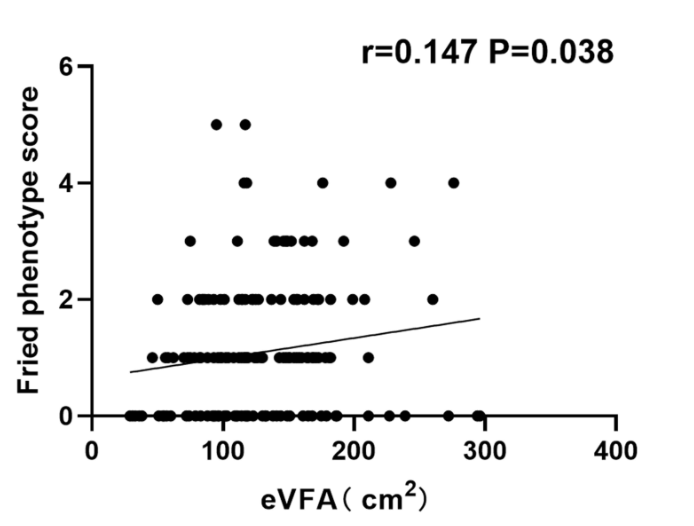 r=0.147 P=0.038
Fried phenotype score
6
4
2
0
0 100 200 300 400
eVFA（cm²）